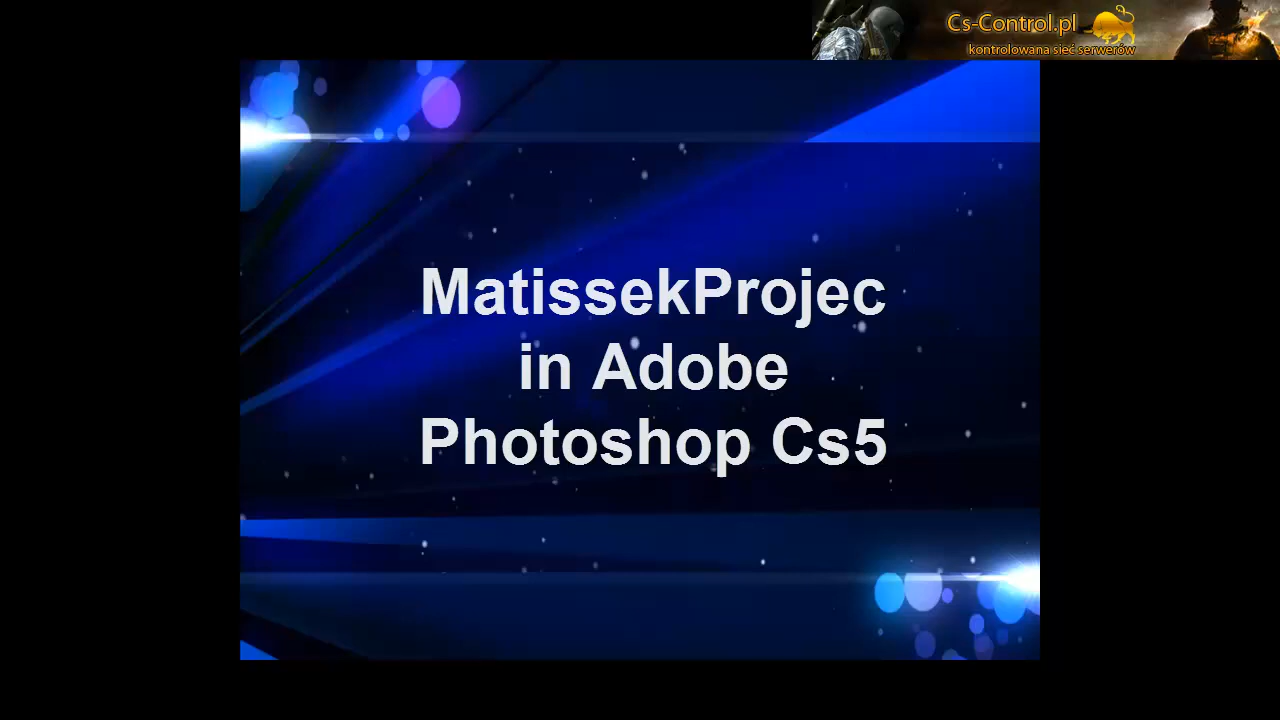 Cs-Control.pl
kontrolowana sieć serwerów
MatissekProjec
in Adobe
Photoshop Cs5